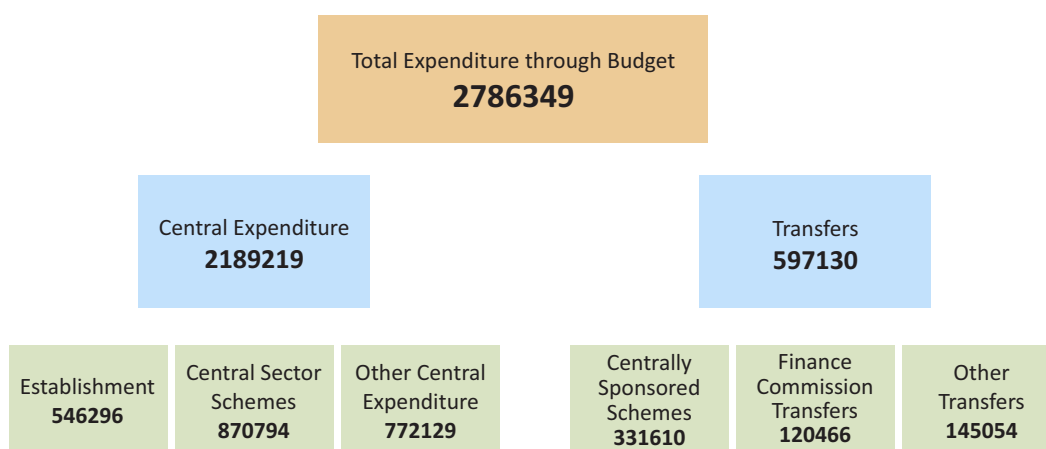 Total Expenditure through Budget
2786349
Central Expenditure
2189219
Transfers
597130
Establishment
546296
Central Sector
Schemes
870794
Other Central
Expenditure
772129
Centrally
Sponsored
Schemes
331610
Finance
Commission
Transfers
120466
Other
Transfers
145054